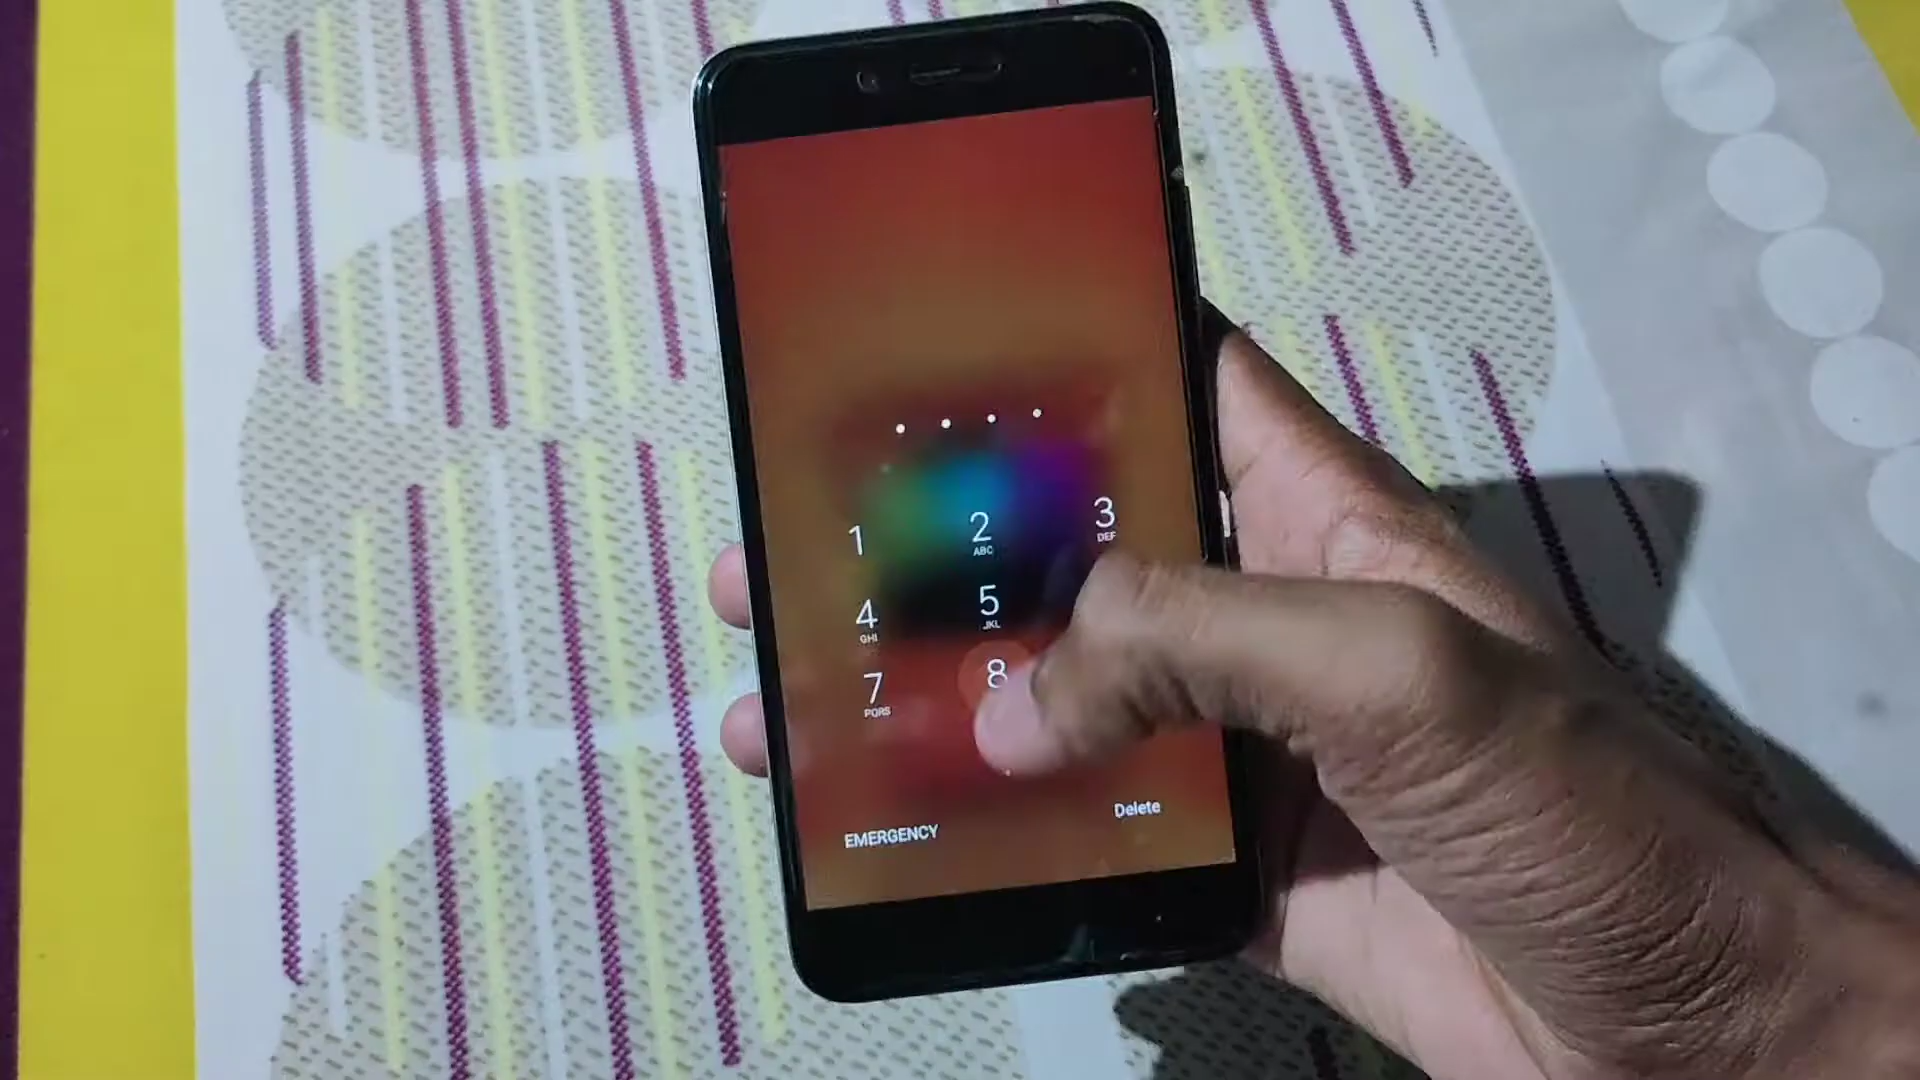 1 2 3
ABC DEF
4 5
GHI JKL
7 8
PQRS
Delete
EMERGENCY